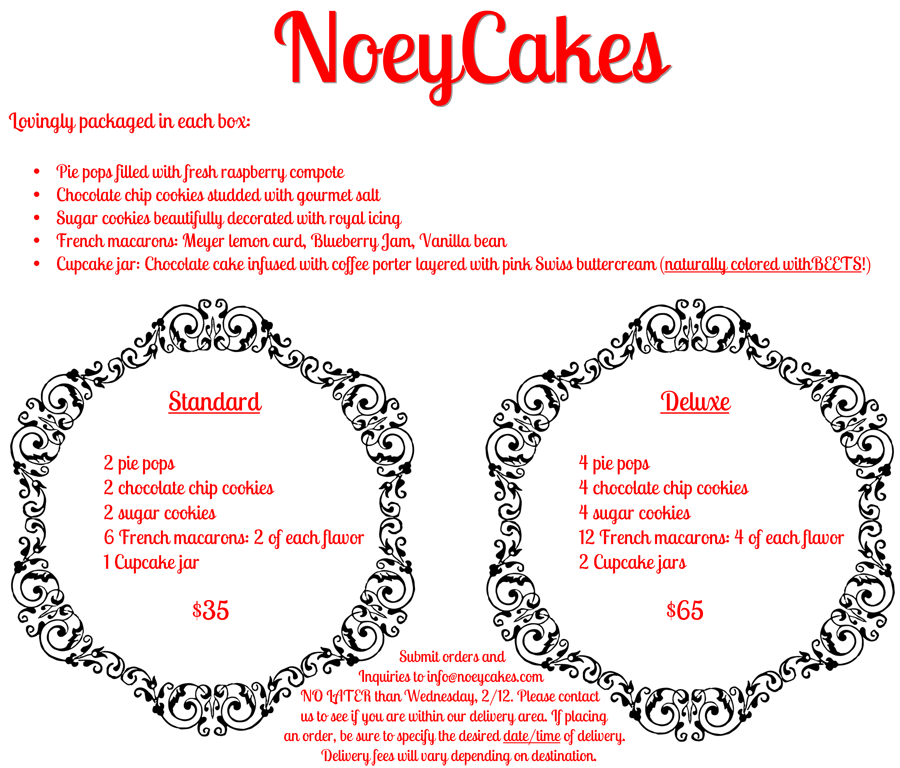 NoeyCakes
Lovingly packaged in each box:
• Pie pops filled with fresh raspberry compote
• Chocolate chip cookies studded with gourmet salt
• Sugar cookies beautifully decorated with royal icing
• French macarons: Meyer lemon curd, Blueberry Jam, Vanilla bean
• Cupcake jar: Chocolate cake infused with coffee porter layered with pink Swiss buttercream (naturally colored withBEETS!)
Standard
2 pie pops
2 chocolate chip cookies
2 sugar cookies
6 French macarons: 2 of each flavor
1 Cupcake jar
$35
Deluxe
4 pie pops
4 chocolate chip cookies
4 sugar cookies
12 French macarons: 4 of each flavor
2 Cupcake jars
$65
Submit orders and
Inquiries to info@noeycakes.com
NO LATER than Wednesday, 2/12. Please contact
us to see if you are within our delivery area. If placing
an order, be sure to specify the desired date/time of delivery.
Delivery fees will vary depending on destination.